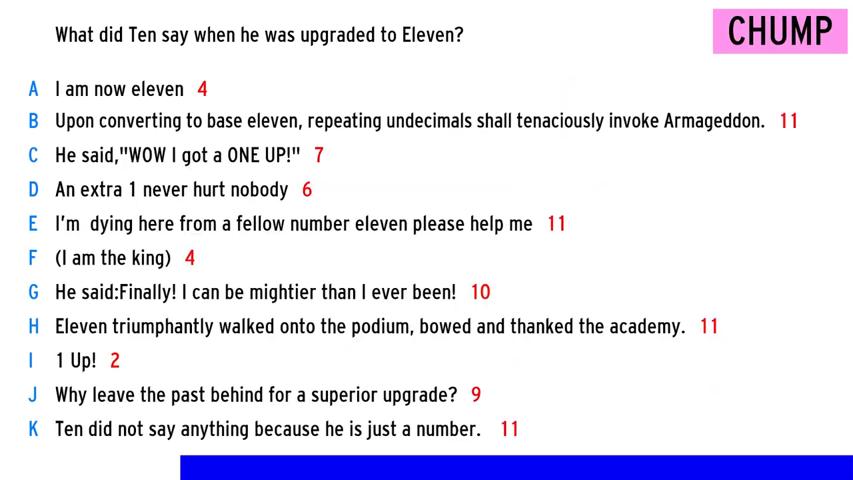 What did Ten say when he was upgraded to Eleven?
CHUMP
A I am now eleven 4
B Upon converting to base eleven, repeating undecimals shall tenaciously invoke Armageddon. 11
C He said,"WOW I got a ONE UP!" 7
D An extra 1 never hurt nobody 6
E I'm dying here from a fellow number eleven please help me 11
F (I am the king) 4
G He said:Finally! I can be mightier than I ever been! 10
H Eleven triumphantly walked onto the podium, bowed and thanked the academy. 11
I 1 Up! 2
J Why leave the past behind for a superior upgrade? 9
K Ten did not say anything because he is just a number. 11